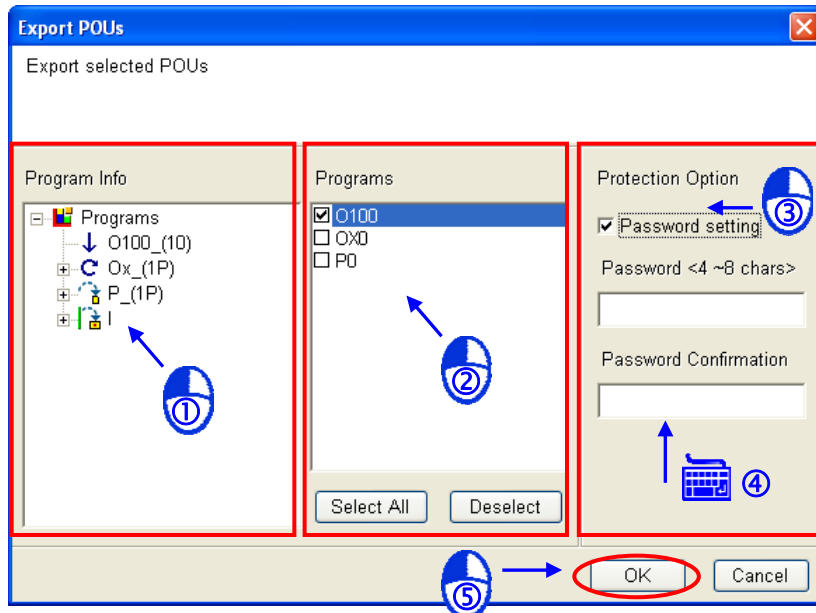 Export POUs
Export selected POUs
Program Info
Programs
O100_(10)
Ox_(1P)
P_(1P)
I
①
Programs
O100
OX0
P0
②
Select All Deselect
Protection Option
③
Password setting
Password <4 ~8 chars>
Password Confirmation
④
⑤
OK Cancel